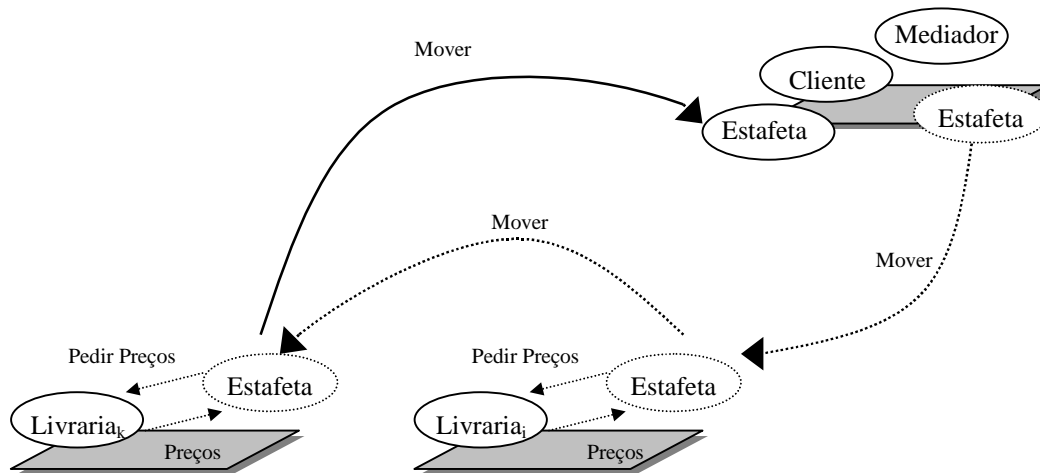 Mediador
Mover
Cliente
Estafeta
Estafeta
Mover
Mover
Pedir Preços
Pedir Preços
Estafeta
Estafeta
Livrariaₖ
Livrariaᵢ
Preços
Preços